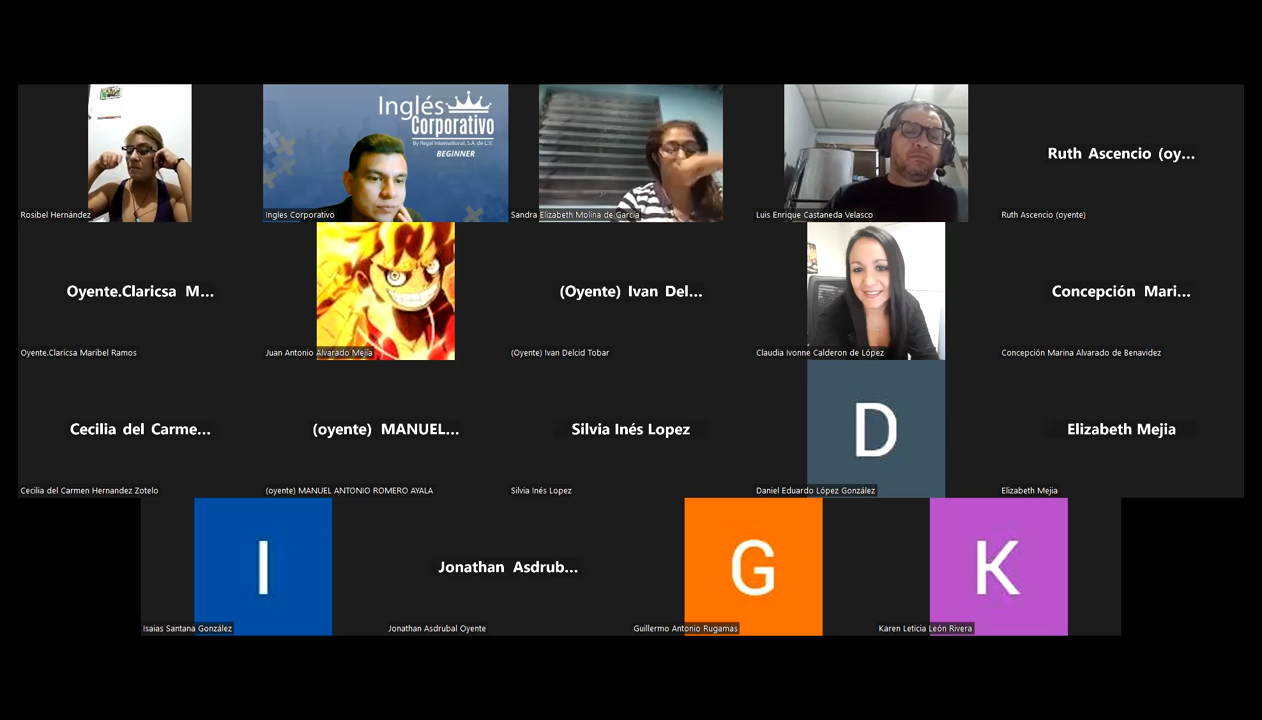 Inglés
Corporativo
By Regal International, S.A. de C.V.
BEGINNER
Ruth Ascencio (oy...
Rosibel Hernández
Ingles Corporativo
Sandra Elizabeth Molina de García
Luis Enrique Castaneda Velasco
Ruth Ascencio (oyente)
Oyente.Claricsa M...
(Oyente) Ivan Del...
Concepción Mari...
Oyente.Claricsa Maribel Ramos
Juan Antonio Alvarado Mejía
(Oyente) Ivan Delcid Tobar
Claudia Ivonne Calderon de López
Concepción Marina Alvarado de Benavidez
Cecilia del Carme...
(oyente) MANUEL...
Silvia Inés Lopez
D
Elizabeth Mejia
Cecilia del Carmen Hernandez Zotelo
(oyente) MANUEL ANTONIO ROMERO AYALA
Silvia Inés Lopez
Daniel Eduardo López González
Elizabeth Mejia
I
Jonathan Asdrub...
G
K
Isaias Santana González
Jonathan Asdrubal Oyente
Guillermo Antonio Rugamas
Karen Leticia León Rivera